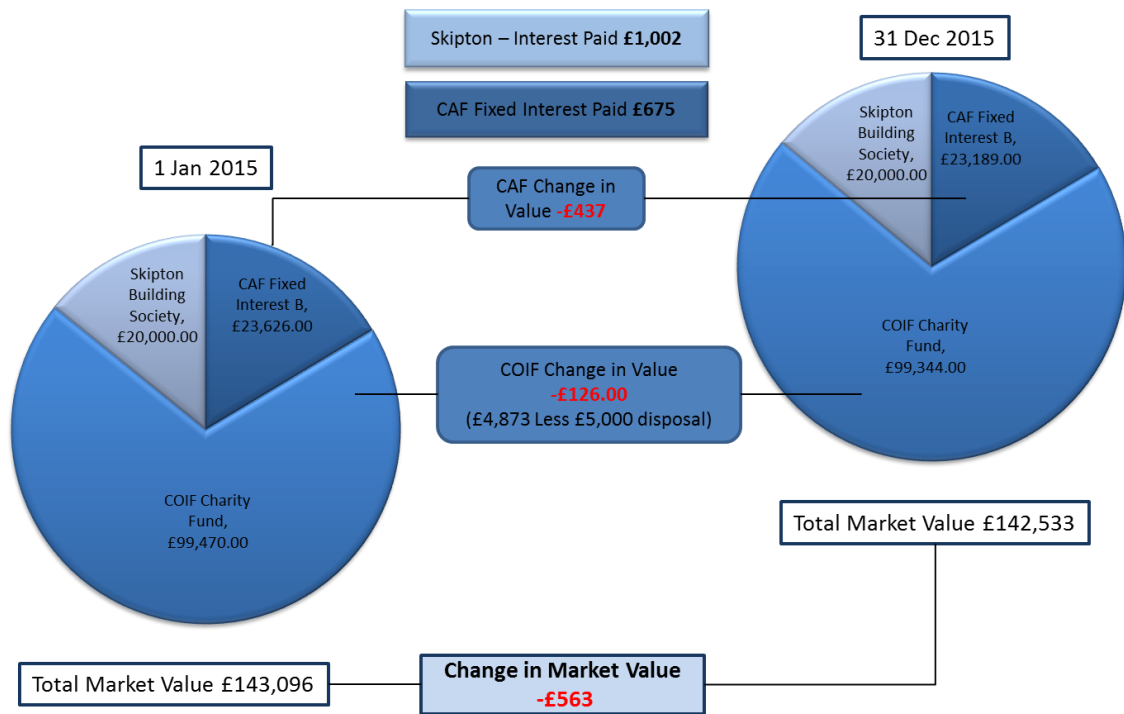 Skipton – Interest Paid £1,002
31 Dec 2015
CAF Fixed Interest Paid £675
Skipton
Building
Society,
£20,000.00
CAF Fixed
Interest B,
£23,189.00
1 Jan 2015
CAF Change in
Value -£437
Skipton
Building
Society,
£20,000.00
CAF Fixed
Interest B,
£23,626.00
COIF Change in Value
-£126.00
(£4,873 Less £5,000 disposal)
COIF Charity
Fund,
£99,344.00
COIF Charity
Fund,
£99,470.00
Total Market Value £142,533
Total Market Value £143,096
Change in Market Value
-£563